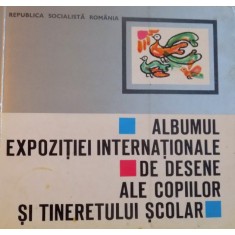 REPUBLICA SOCIALISTĂ ROMÂNIA
ALBUMUL
EXPOZIȚIEI INTERNAȚIONALE
DE DESENE
ALE COPIILOR
ȘI TINERETULUI ȘCOLAR